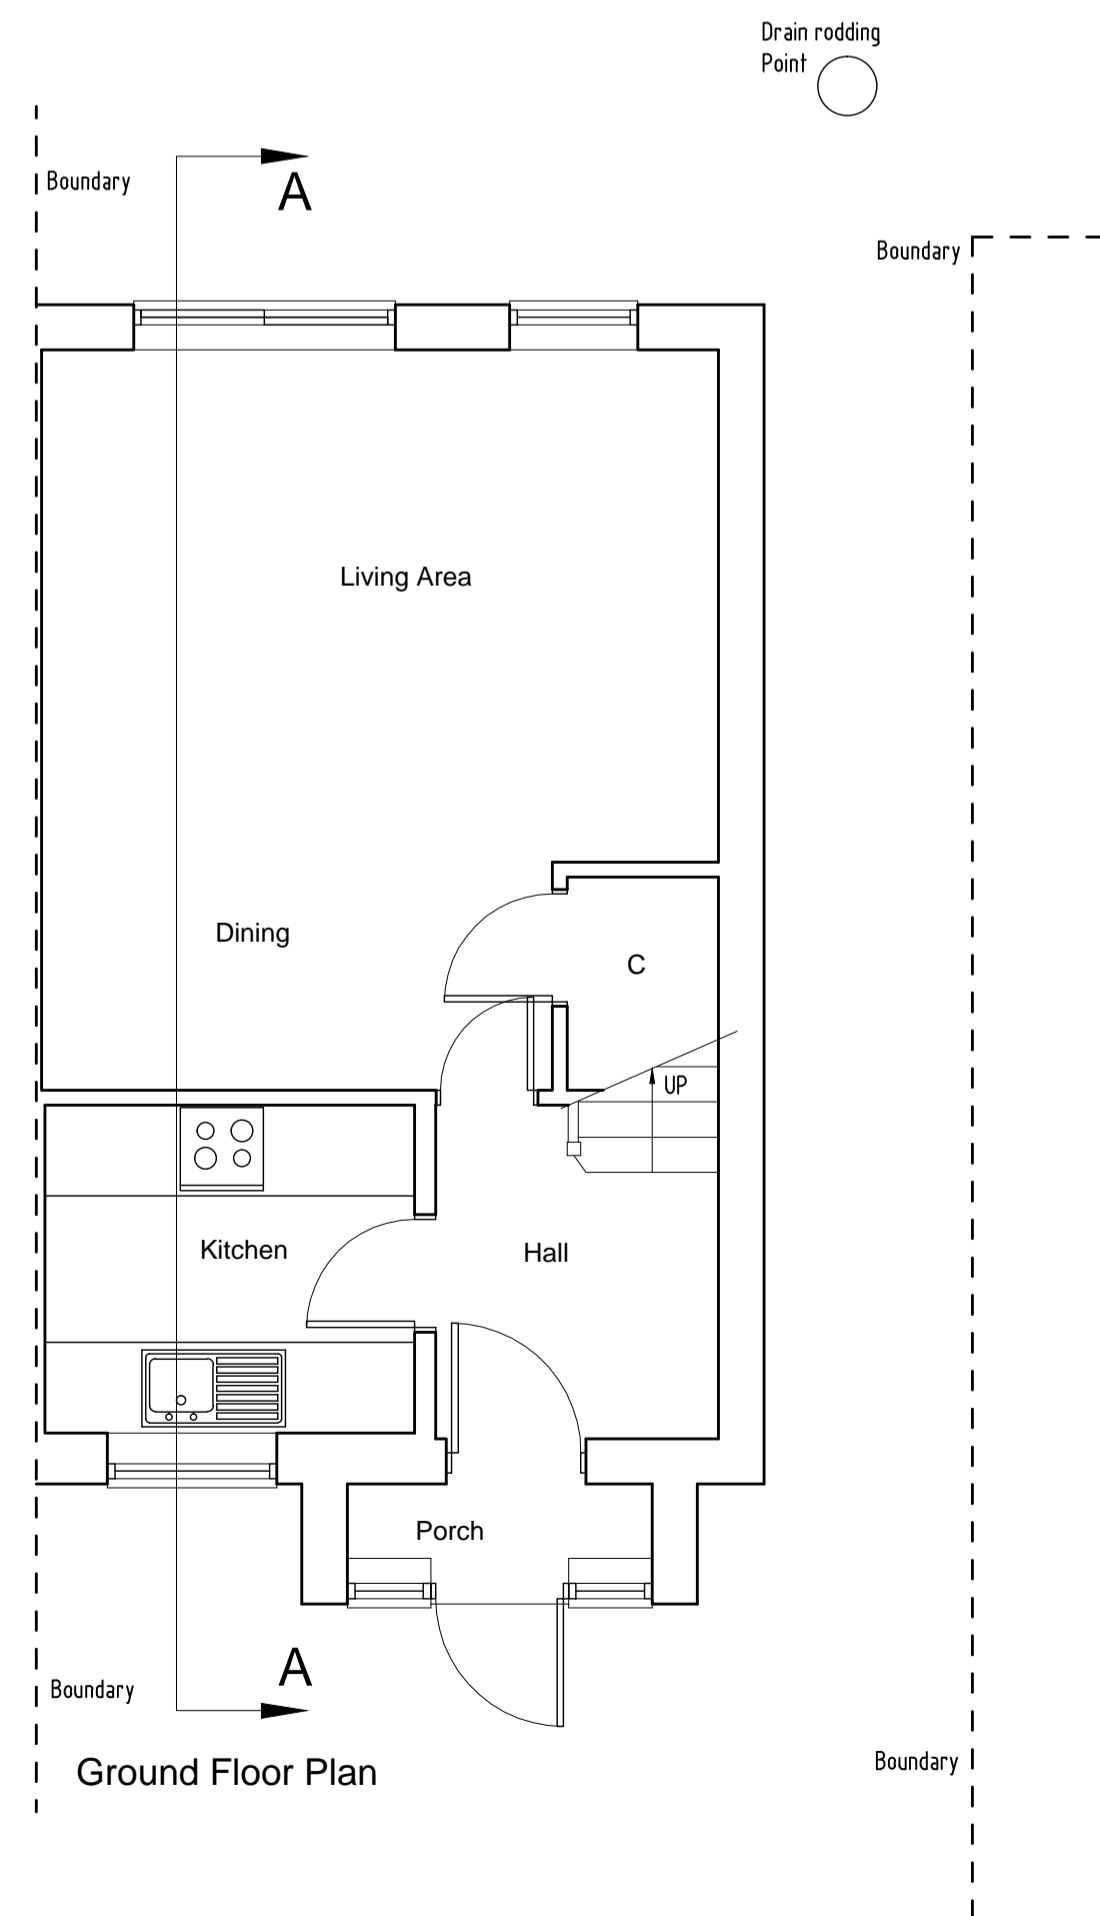 Drain rodding
Point
Boundary
A
Boundary
Living Area
Dining
C
UP
Kitchen
Hall
Porch
A
Boundary
Boundary
Ground Floor Plan